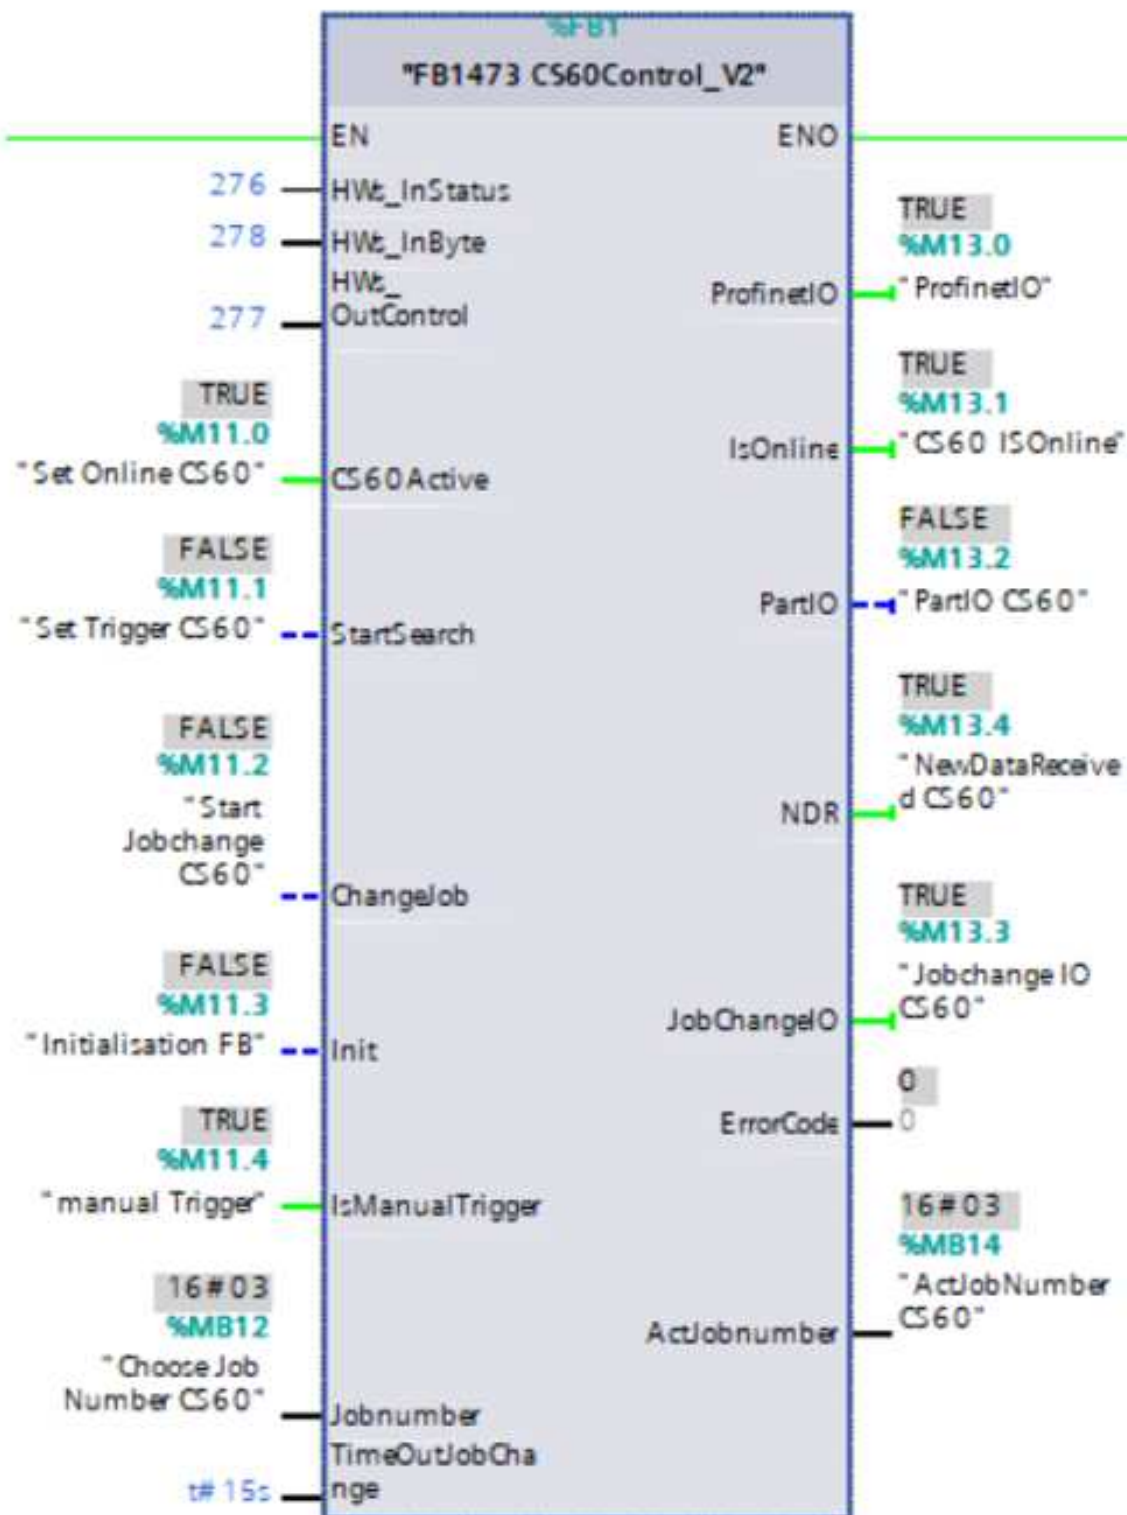 %FB1
"FB1473 CS60Control_V2"
EN
ENO
276
HWs_InStatus
278
HWs_InByte
HWs_
277
OutControl
TRUE
%M13.0
ProfinetIO
"ProfinetIO"
TRUE
%M11.0
"Set Online CS60"
CS60Active
TRUE
%M13.1
IsOnline
"CS60 ISOnline"
FALSE
%M11.1
"Set Trigger CS60"
StartSearch
FALSE
%M13.2
PartIO
"PartIO CS60"
FALSE
%M11.2
"Start
Jobchange
CS60"
ChangeJob
TRUE
%M13.4
"NewDataReceive
d CS60"
NDR
FALSE
%M11.3
"Initialisation FB"
Init
TRUE
%M13.3
"Jobchange IO
CS60"
JobChangeIO
TRUE
%M11.4
"manual Trigger"
IsManualTrigger
0
ErrorCode
0
16#03
%MB12
"Choose Job
Number CS60"
Jobnumber
16#03
%MB14
"ActJobNumber
CS60"
ActJobnumber
TimeOutJobCha
t#15s
nge